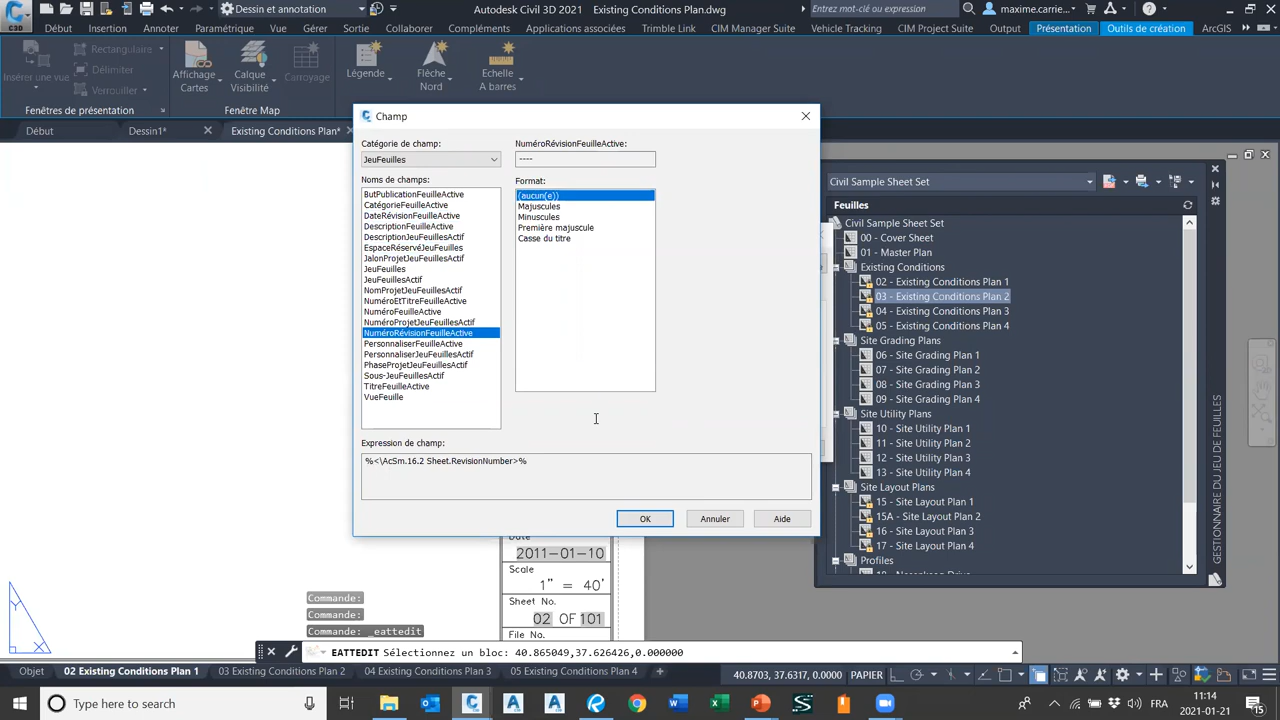 Dessin et annotation
Autodesk Civil 3D 2021 Existing Conditions Plan.dwg
Entrez mot-clé ou expression
maxime.carrie...
C3D
Début Insertion Annoter Paramétrique Vue Gérer Sortie Collaborer Compléments Applications associées Trimble Link CIM Manager Suite Vehicle Tracking CIM Project Suite Output Présentation Outils de création ArcGIS
Insérer une vue
Rectangulaire
Délimiter
Verrouiller
Affichage Cartes
Calque Visibilité
Carroyage
Légende
Flèche Nord
Echelle A barres
Fenêtres de présentation
Fenêtre Map
Début Dessin1* Existing Conditions Plan*
Champ
Catégorie de champ:
JeuFeuilles
Noms de champs:
ButPublicationFeuilleActive
CatégorieFeuilleActive
DateRévisionFeuilleActive
DescriptionFeuilleActive
DescriptionJeuFeuillesActif
EspaceRéservéJeuFeuilles
JalonProjetJeuFeuillesActif
JeuFeuilles
JeuFeuillesActif
NomProjetJeuFeuillesActif
NuméroEtTitreFeuilleActive
NuméroFeuilleActive
NuméroProjetJeuFeuillesActif
NuméroRévisionFeuilleActive
PersonnaliserFeuilleActive
PersonnaliserJeuFeuillesActif
PhaseProjetJeuFeuillesActif
Sous-JeuFeuillesActif
TitreFeuilleActive
VueFeuille
NuméroRévisionFeuilleActive:
----
Format:
(aucun(e))
Majuscules
Minuscules
Première majuscule
Casse du titre
Expression de champ:
%<\AcSm.16.2 Sheet.RevisionNumber>%
OK Annuler Aide
Civil Sample Sheet Set
Feuilles
Civil Sample Sheet Set
00 - Cover Sheet
01 - Master Plan
Existing Conditions
02 - Existing Conditions Plan 1
03 - Existing Conditions Plan 2
04 - Existing Conditions Plan 3
05 - Existing Conditions Plan 4
Site Grading Plans
06 - Site Grading Plan 1
07 - Site Grading Plan 2
08 - Site Grading Plan 3
09 - Site Grading Plan 4
Site Utility Plans
10 - Site Utility Plan 1
11 - Site Utility Plan 2
12 - Site Utility Plan 3
13 - Site Utility Plan 4
Site Layout Plans
15 - Site Layout Plan 1
15A - Site Layout Plan 2
16 - Site Layout Plan 3
17 - Site Layout Plan 4
Profiles
GESTIONNAIRE DU JEU DE FEUILLES
Date
2011-01-10
Scale
1" = 40'
Sheet No.
02 OF 101
File No.
Y
X
Commande:
Commande:
Commande: _eattedit
EATTEDIT Sélectionnez un bloc: 40.865049,37.626426,0.000000
Objet 02 Existing Conditions Plan 1 03 Existing Conditions Plan 2 04 Existing Conditions Plan 3 05 Existing Conditions Plan 4
40.8703, 37.6317, 0.0000 PAPIER
Type here to search
FRA
11:14
2021-01-21
15